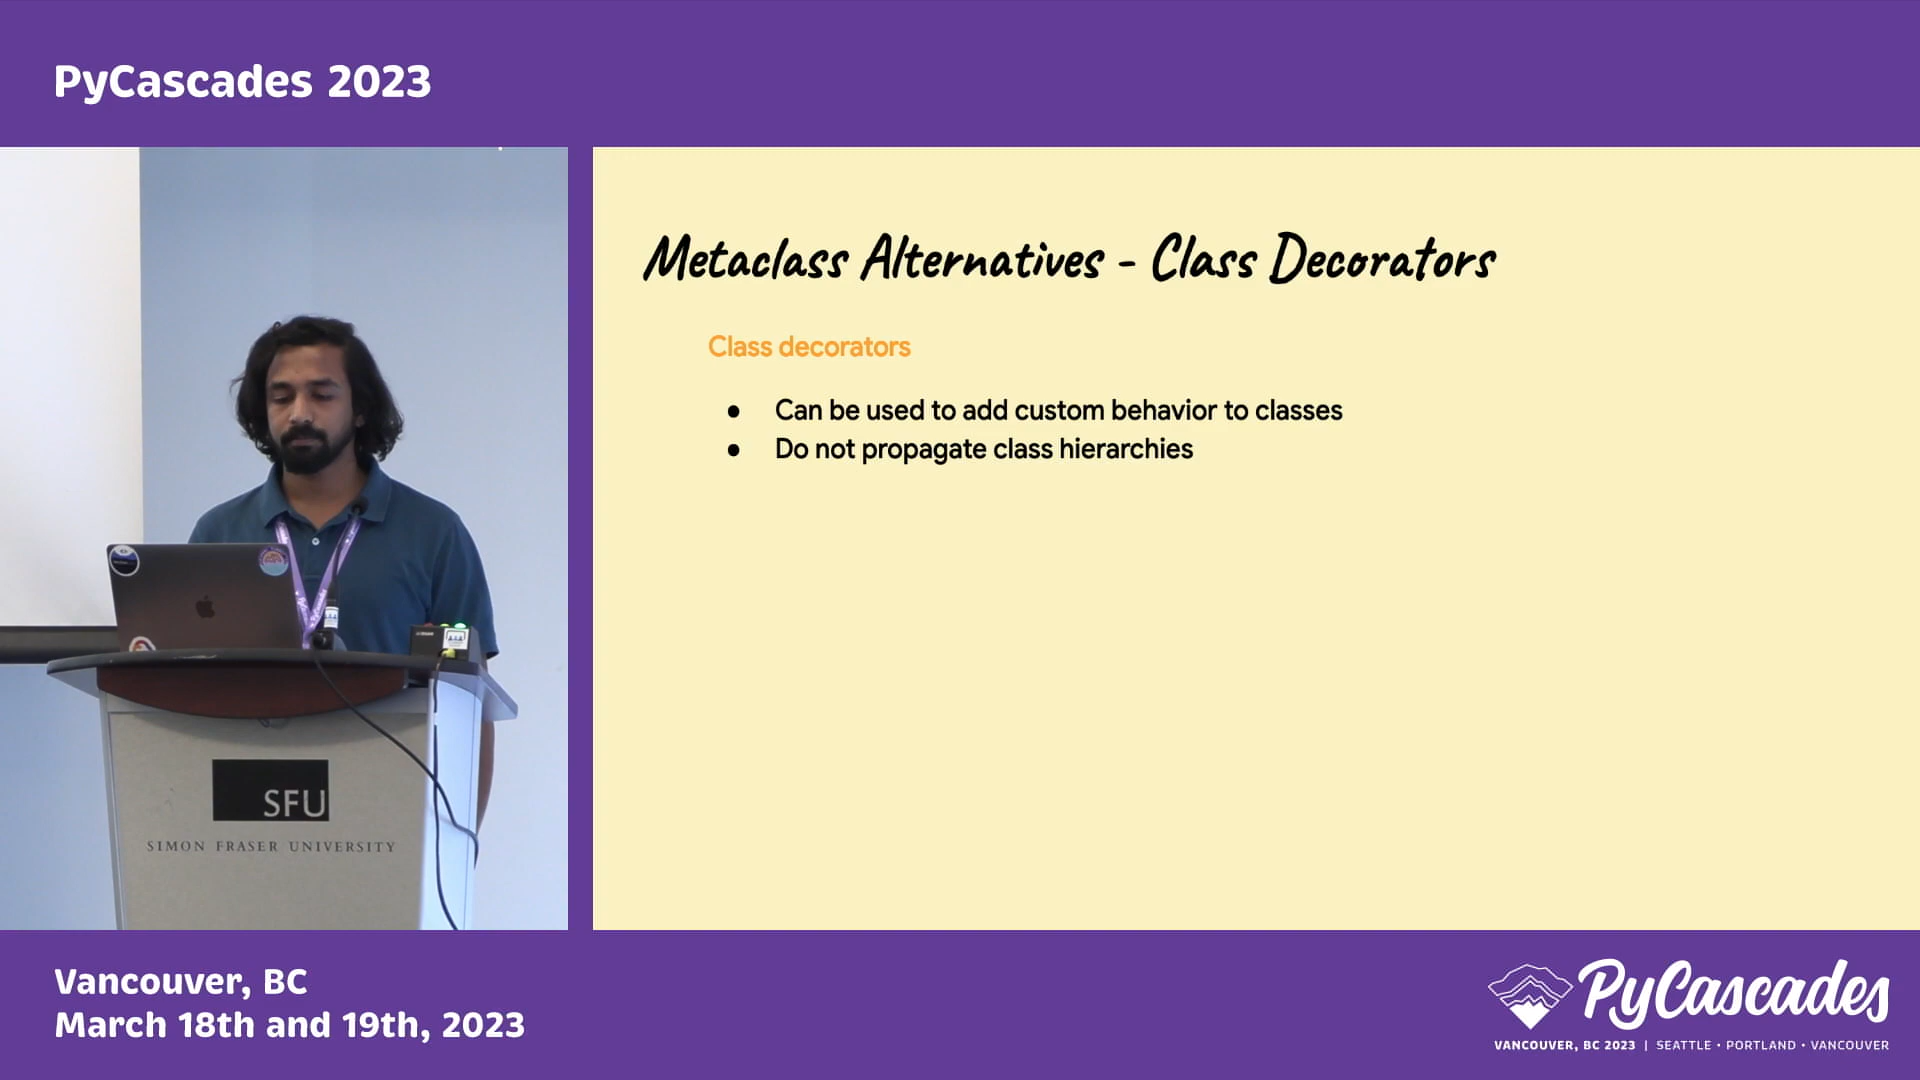 PyCascades 2023
Metaclass Alternatives - Class Decorators
Class decorators
● Can be used to add custom behavior to classes
● Do not propagate class hierarchies
SFU
SIMON FRASER UNIVERSITY
Vancouver, BC
March 18th and 19th, 2023
PyCascades
VANCOUVER, BC 2023 | SEATTLE • PORTLAND • VANCOUVER